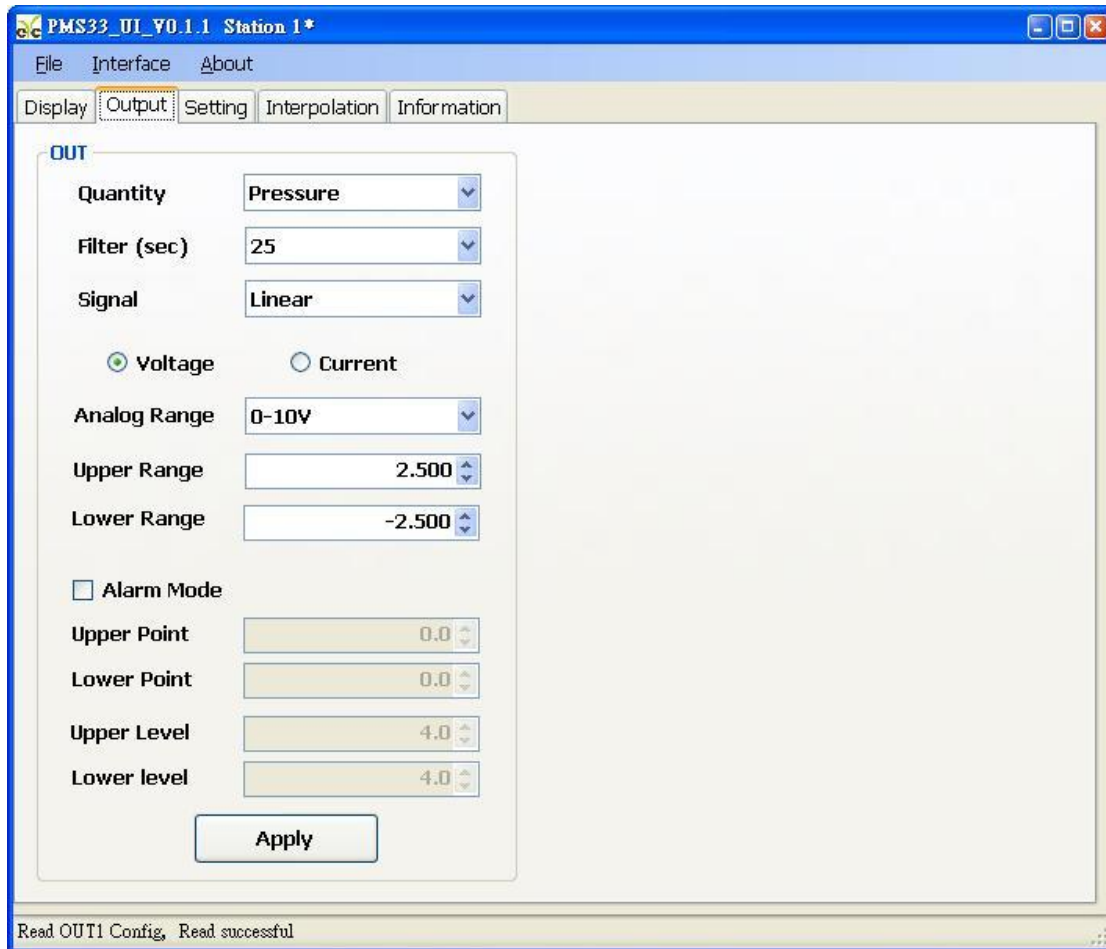 PMS33_UI_V0.1.1 Station 1*
File Interface About
Display Output Setting Interpolation Information
OUT
Quantity Pressure
Filter (sec) 25
Signal Linear
Voltage Current
Analog Range 0-10V
Upper Range 2.500
Lower Range -2.500
Alarm Mode
Upper Point 0.0
Lower Point 0.0
Upper Level 4.0
Lower level 4.0
Apply
Read OUT1 Config, Read successful